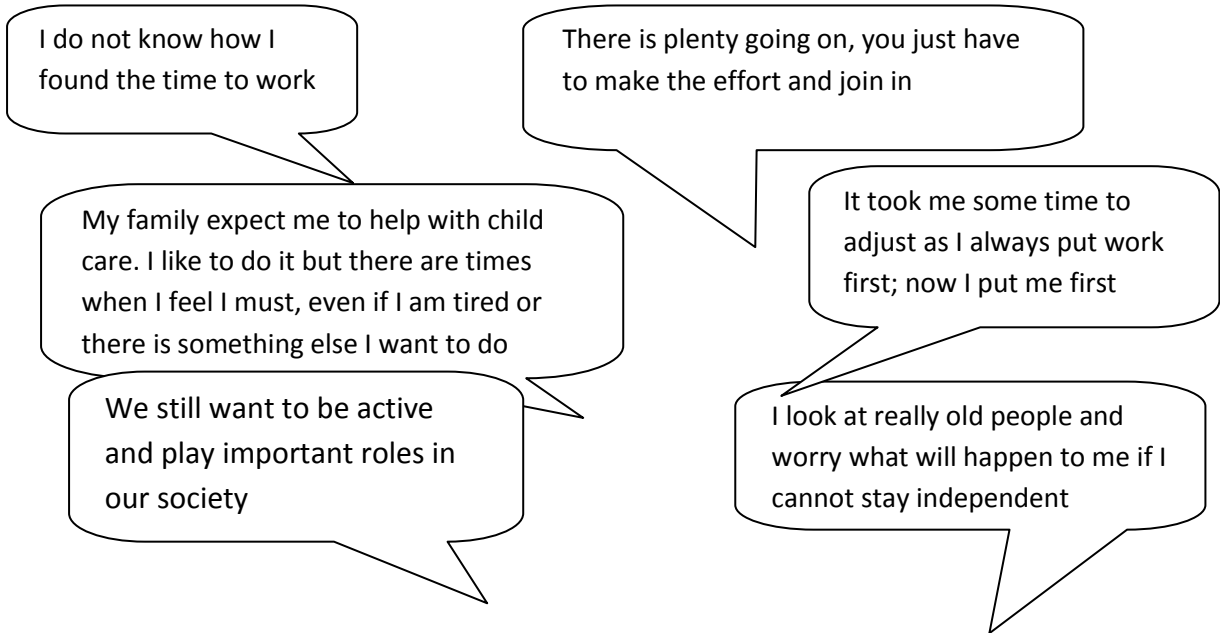 I do not know how I
found the time to work
There is plenty going on, you just have
to make the effort and join in
My family expect me to help with child
care. I like to do it but there are times
when I feel I must, even if I am tired or
there is something else I want to do
It took me some time to
adjust as I always put work
first; now I put me first
We still want to be active
and play important roles in
our society
I look at really old people and
worry what will happen to me if I
cannot stay independent